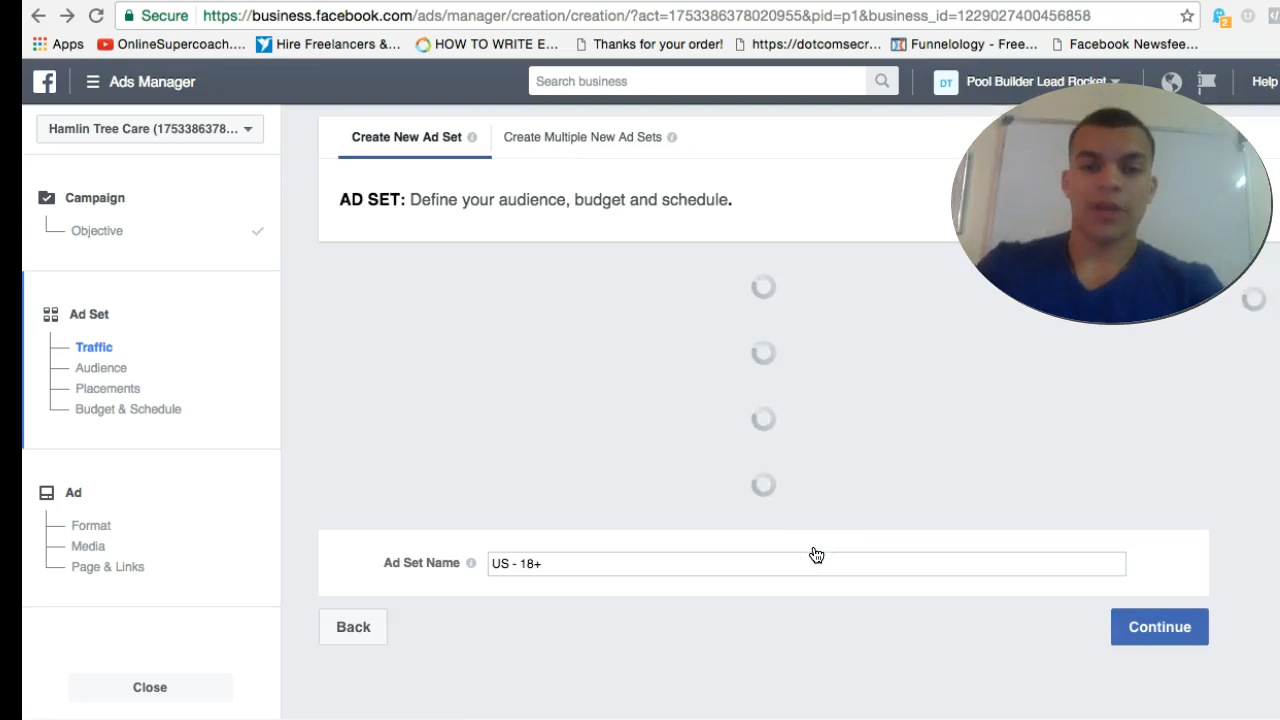 Secure https://business.facebook.com/ads/manager/creation/creation/?act=1753386378020955&pid=p1&business_id=1229027400456858
Apps OnlineSupercoach.... Hire Freelancers &... HOW TO WRITE E... Thanks for your order! https://dotcomsecr... Funnelology - Free... Facebook Newsfee...
2
Ads Manager Search business DT Pool Builder Lead Rocket Help
Hamlin Tree Care (1753386378...
Create New Ad Set Create Multiple New Ad Sets
Campaign
Objective
AD SET: Define your audience, budget and schedule.
Ad Set
Traffic
Audience
Placements
Budget & Schedule
Ad
Format
Media
Page & Links
Ad Set Name US - 18+
Back Continue
Close